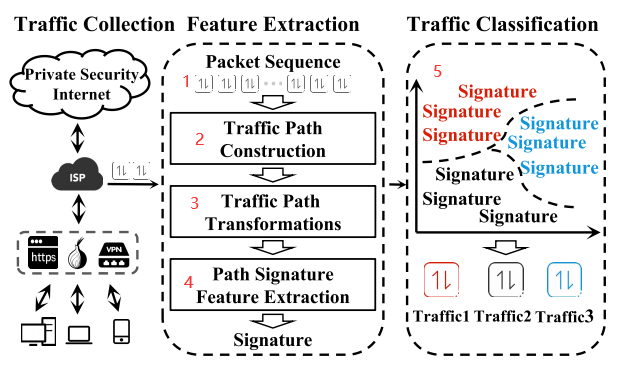 Traffic Collection
Private Security
Internet
ISP
https
VPN
Feature Extraction
Packet Sequence
1
2
Traffic Path
Construction
3
Traffic Path
Transformations
4
Path Signature
Feature Extraction
Signature
Traffic Classification
5
Signature
Signature
Signature
Signature
Signature
Signature
Signature
Signature
Signature
Traffic1
Traffic2
Traffic3